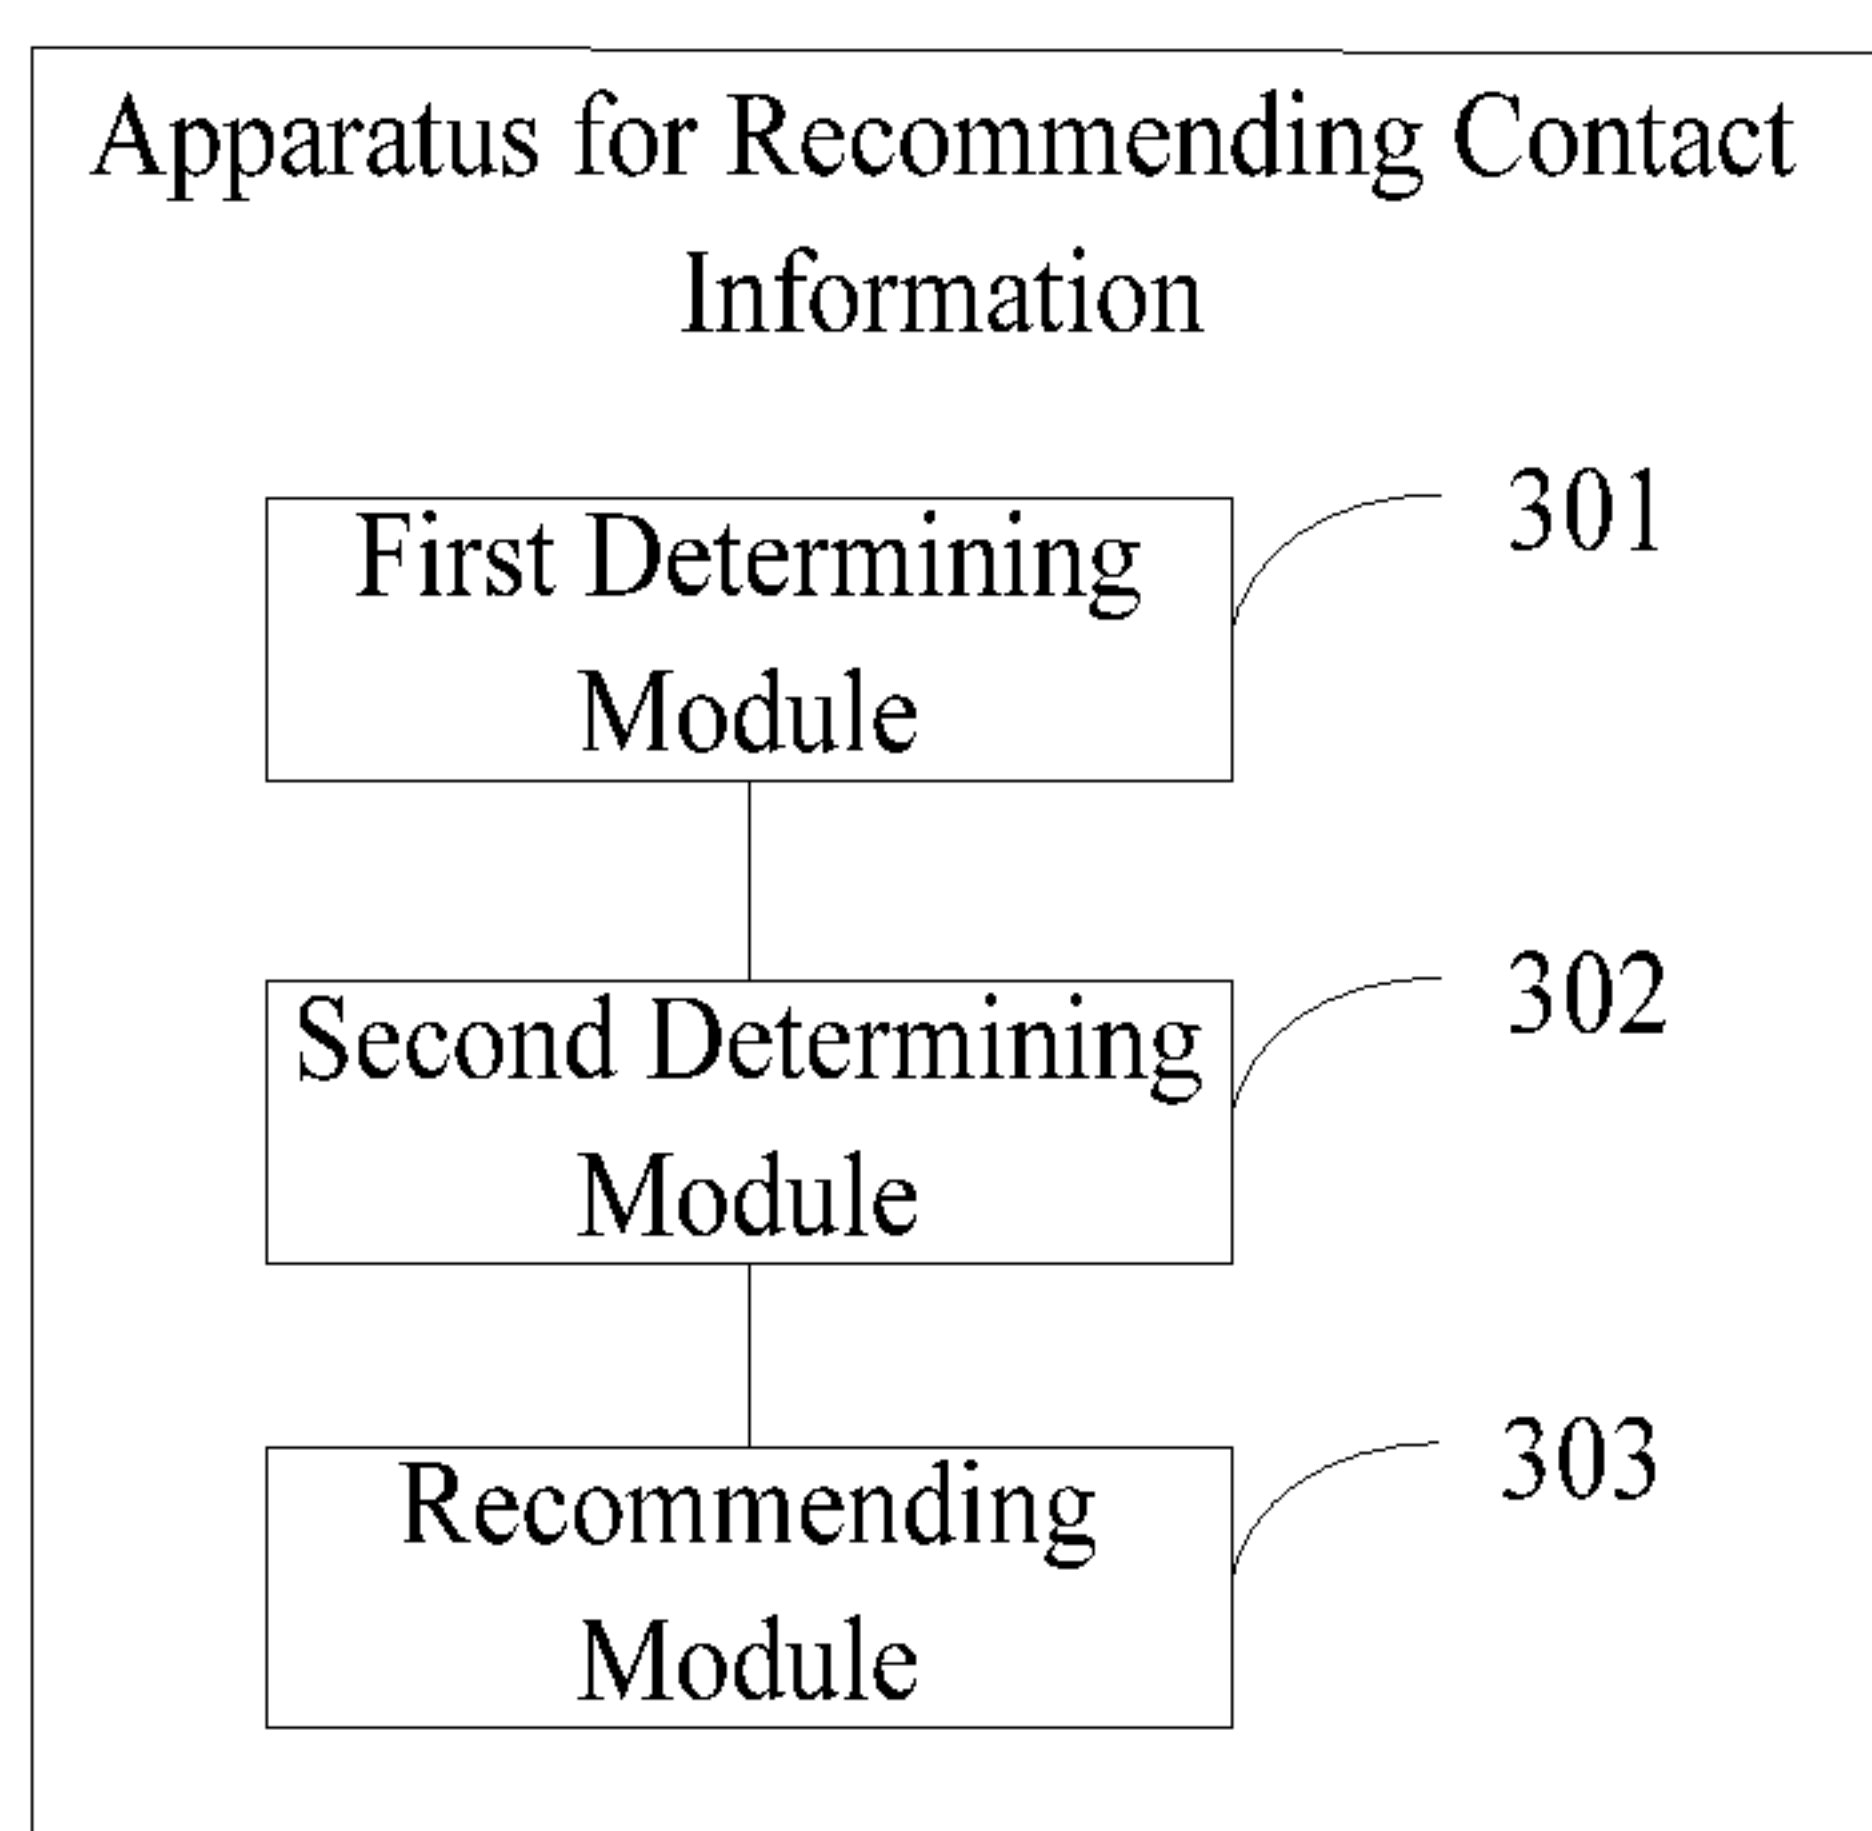 Apparatus for Recommending Contact
Information
First Determining
Module
301
Second Determining
Module
302
Recommending
Module
303